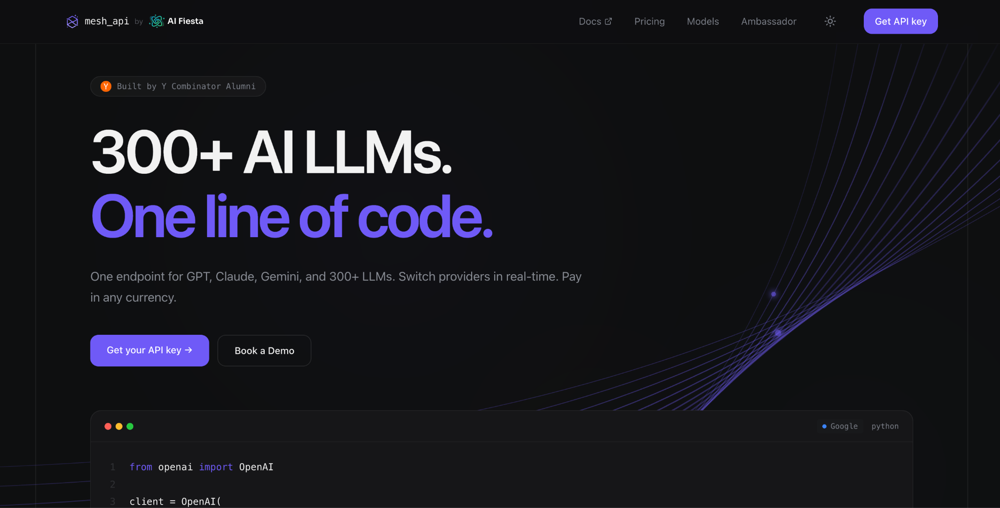 mesh_api by AI Fiesta
Docs Pricing Models Ambassador Get API key
Y Built by Y Combinator Alumni
300+ AI LLMs.
One line of code.
One endpoint for GPT, Claude, Gemini, and 300+ LLMs. Switch providers in real-time. Pay
in any currency.
Get your API key → Book a Demo
Google python
1 from openai import OpenAI
2
3 client = OpenAI(